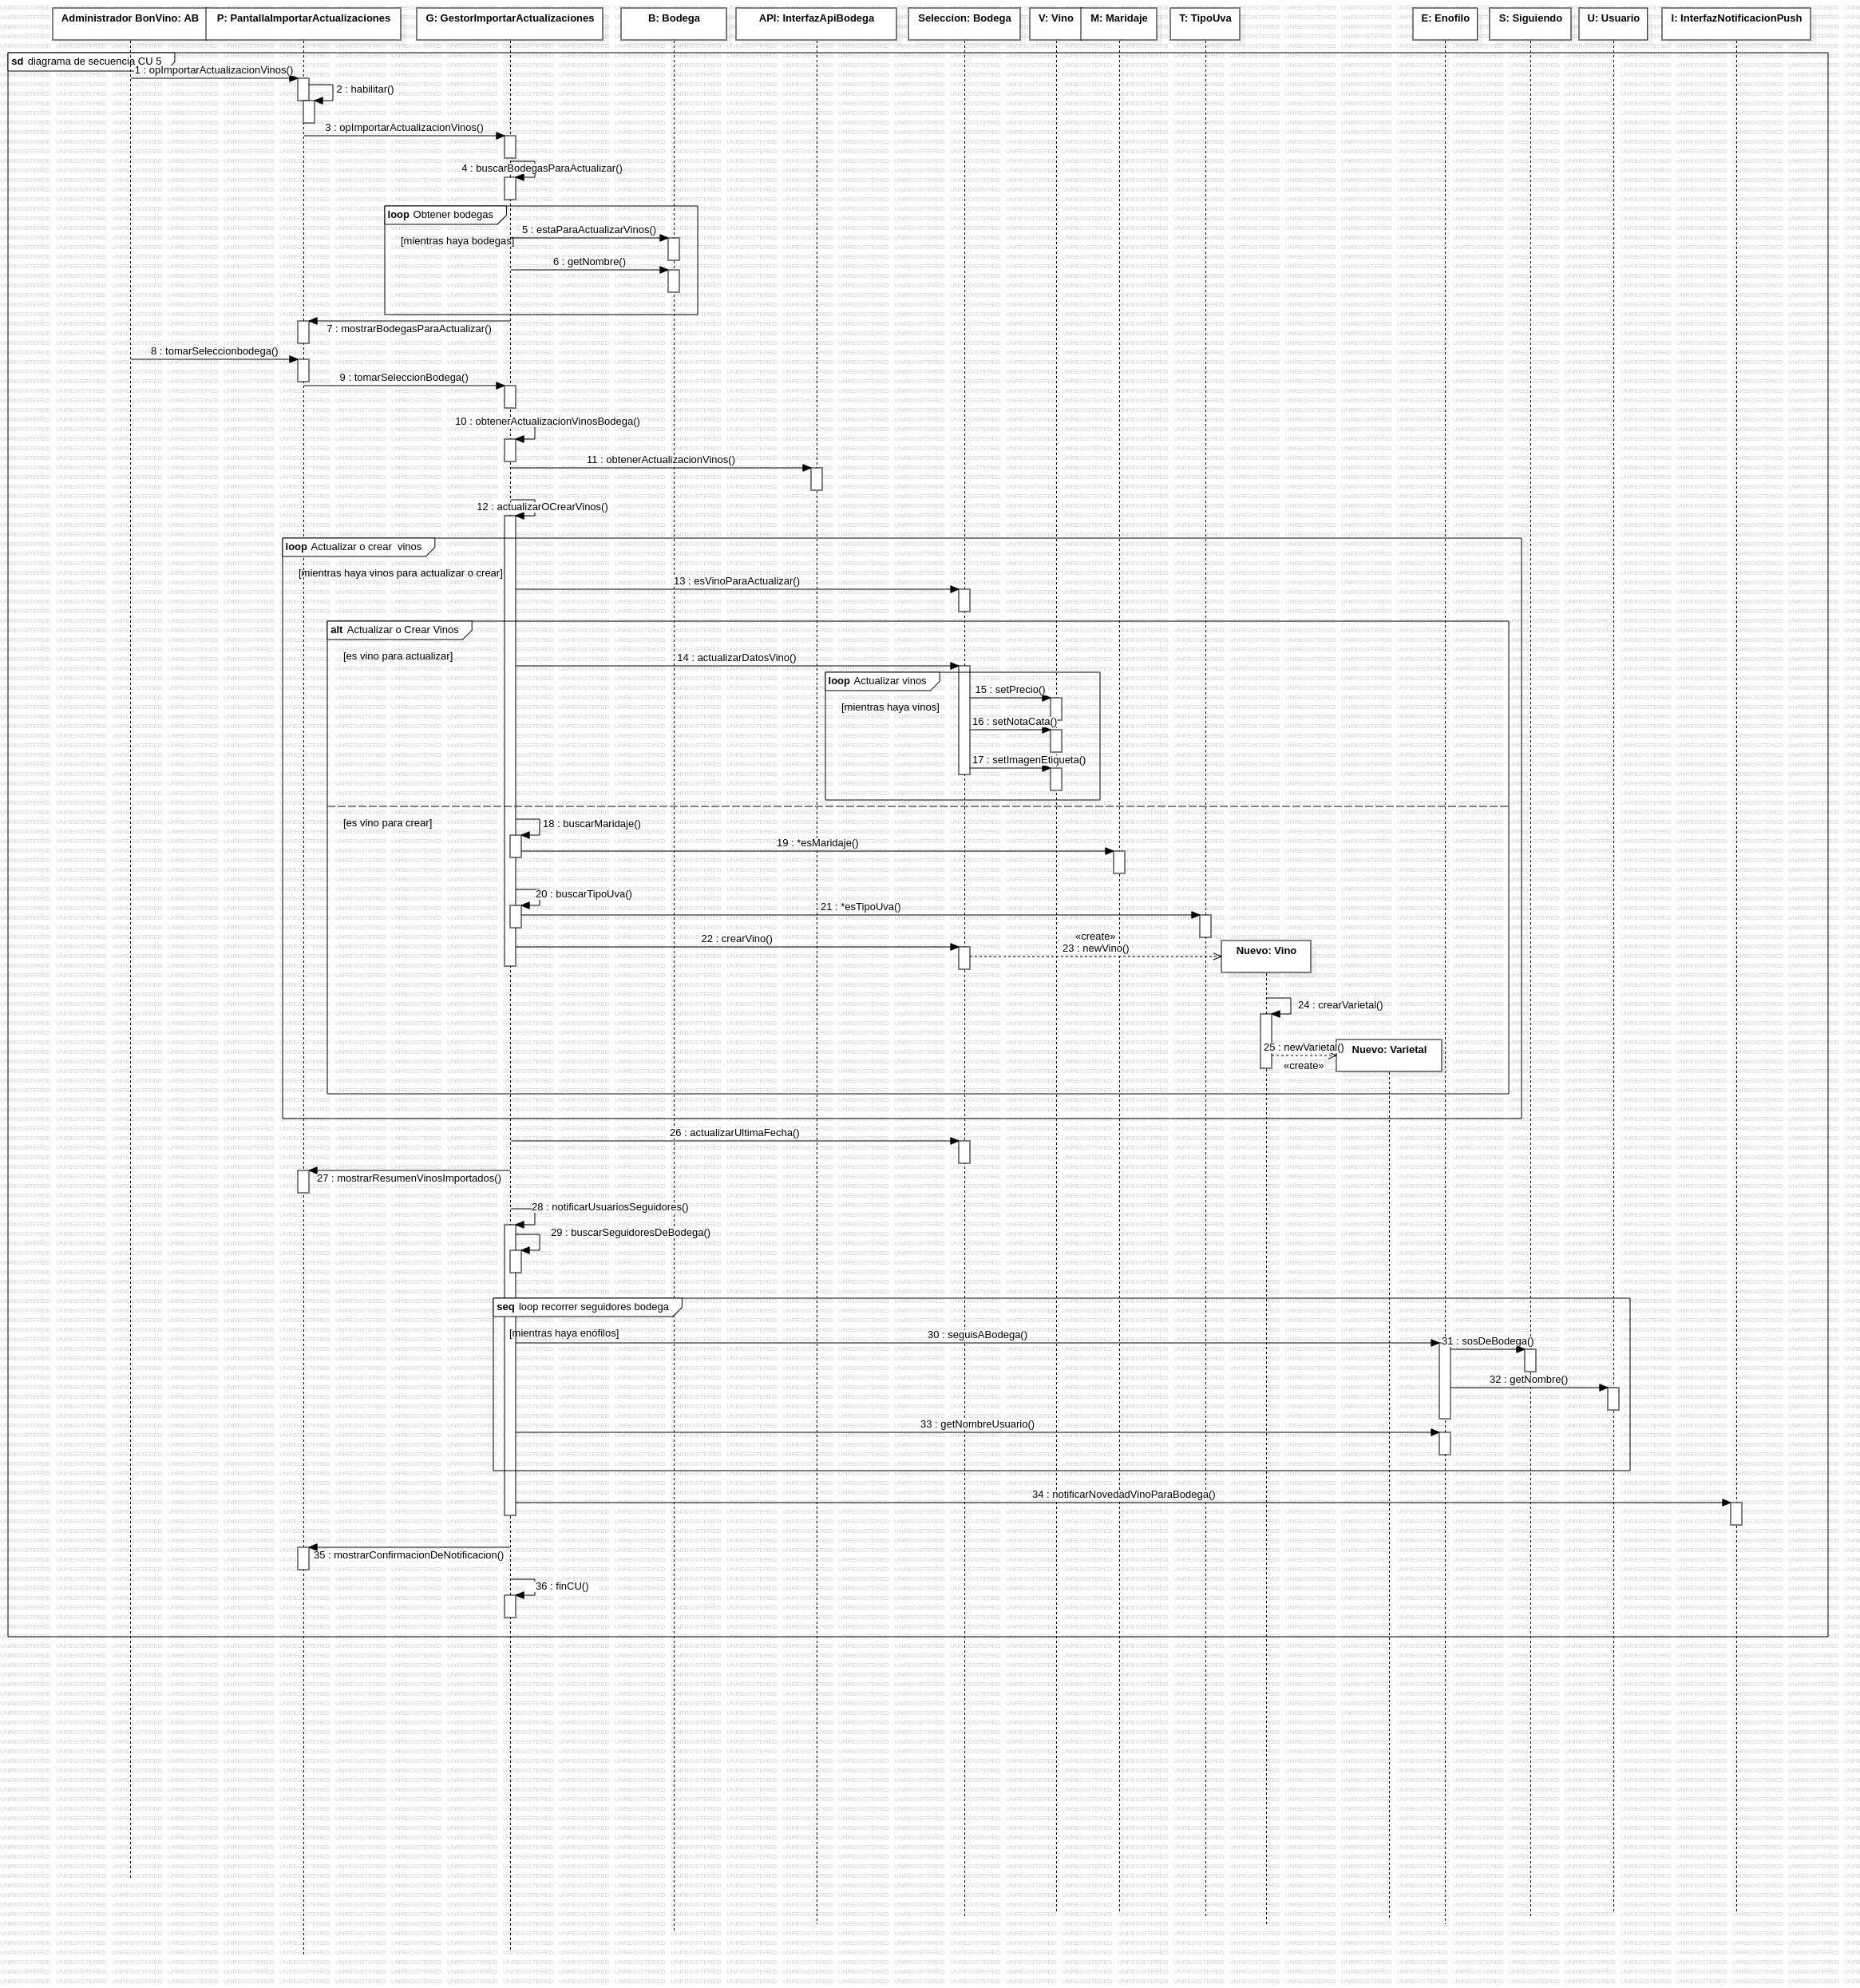 Administrador BonVino: AB
P: PantallaImportarActualizaciones
G: GestorImportarActualizaciones
B: Bodega
API: InterfazApiBodega
Seleccion: Bodega
V: Vino
M: Maridaje
T: TipoUva
E: Enofilo
S: Siguiendo
U: Usuario
I: InterfazNotificacionPush
sd diagrama de secuencia CU 5
1 : opImportarActualizacionVinos()
2 : habilitar()
3 : opImportarActualizacionVinos()
4 : buscarBodegasParaActualizar()
loop Obtener bodegas
5 : estaParaActualizarVinos()
[mientras haya bodegas]
6 : getNombre()
7 : mostrarBodegasParaActualizar()
8 : tomarSeleccionbodega()
9 : tomarSeleccionBodega()
10 : obtenerActualizacionVinosBodega()
11 : obtenerActualizacionVinos()
12 : actualizarOCrearVinos()
loop Actualizar o crear vinos
[mientras haya vinos para actualizar o crear]
13 : esVinoParaActualizar()
alt Actualizar o Crear Vinos
[es vino para actualizar]
14 : actualizarDatosVino()
loop Actualizar vinos
15 : setPrecio()
[mientras haya vinos]
16 : setNotaCata()
17 : setImagenEtiqueta()
[es vino para crear]
18 : buscarMaridaje()
19 : *esMaridaje()
20 : buscarTipoUva()
21 : *esTipoUva()
22 : crearVino()
«create»
23 : newVino()
Nuevo: Vino
24 : crearVarietal()
25 : newVarietal()
«create»
Nuevo: Varietal
26 : actualizarUltimaFecha()
27 : mostrarResumenVinosImportados()
28 : notificarUsuariosSeguidores()
29 : buscarSeguidoresDeBodega()
seq loop recorrer seguidores bodega
[mientras haya enófilos]
30 : seguisABodega()
31 : sosDeBodega()
32 : getNombre()
33 : getNombreUsuario()
34 : notificarNovedadVinoParaBodega()
35 : mostrarConfirmacionDeNotificacion()
36 : finCU()
UNREGISTERED